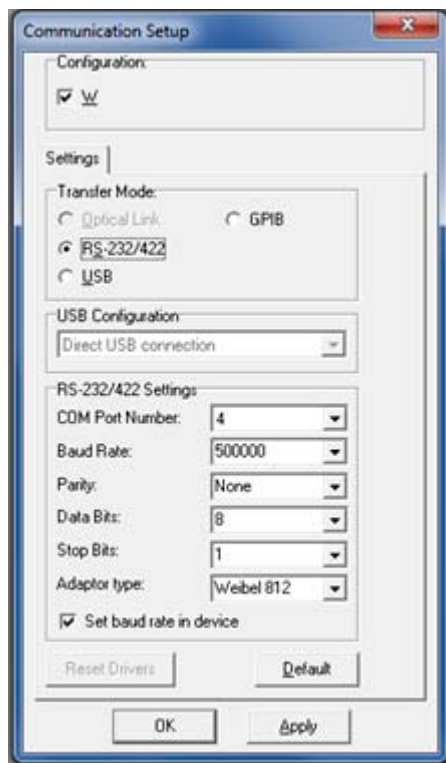 Communication Setup
Configuration:
W
Settings
Transfer Mode:
Optical Link GPIB
RS-232/422
USB
USB Configuration
Direct USB connection
RS-232/422 Settings
COM Port Number: 4
Baud Rate: 500000
Parity: None
Data Bits: 8
Stop Bits: 1
Adaptor type: Weibel 812
Set baud rate in device
Reset Drivers Default
OK Apply